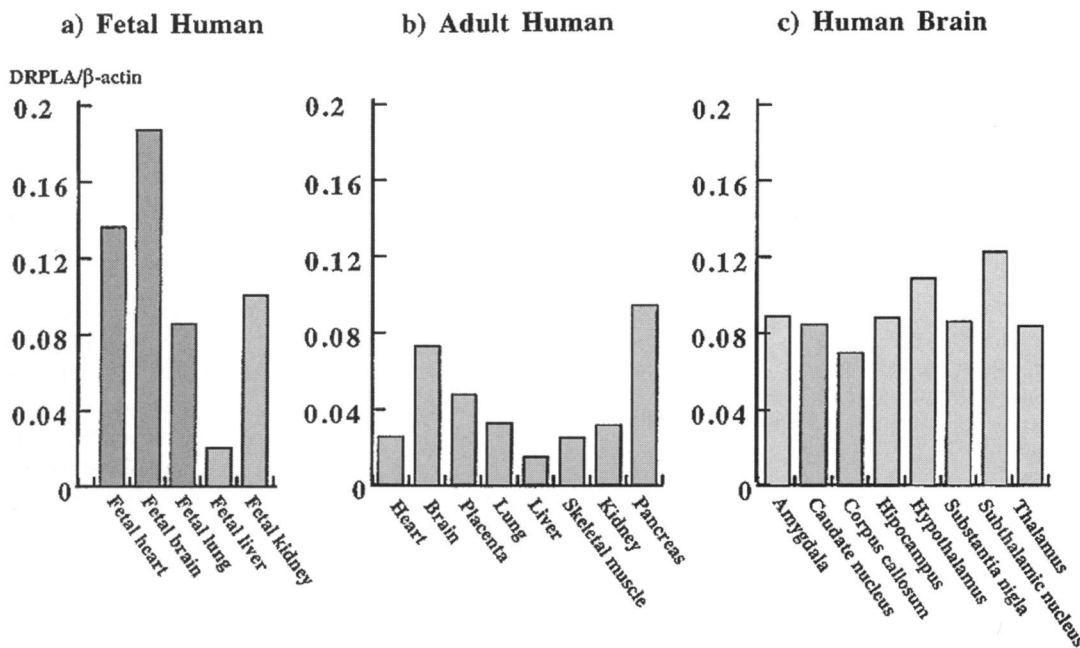 a) Fetal Human
b) Adult Human
c) Human Brain
DRPLA/β-actin
0.2
0.16
0.12
0.08
0.04
0
Fetal heart
Fetal brain
Fetal lung
Fetal liver
Fetal kidney
0.2
0.16
0.12
0.08
0.04
0
Heart
Brain
Placenta
Lung
Liver
Skeletal muscle
Kidney
Pancreas
0.2
0.16
0.12
0.08
0.04
0
Amygdala
Caudate nucleus
Corpus callosum
Hipocampus
Hypothalamus
Substantia nigla
Subthalamic nucleus
Thalamus